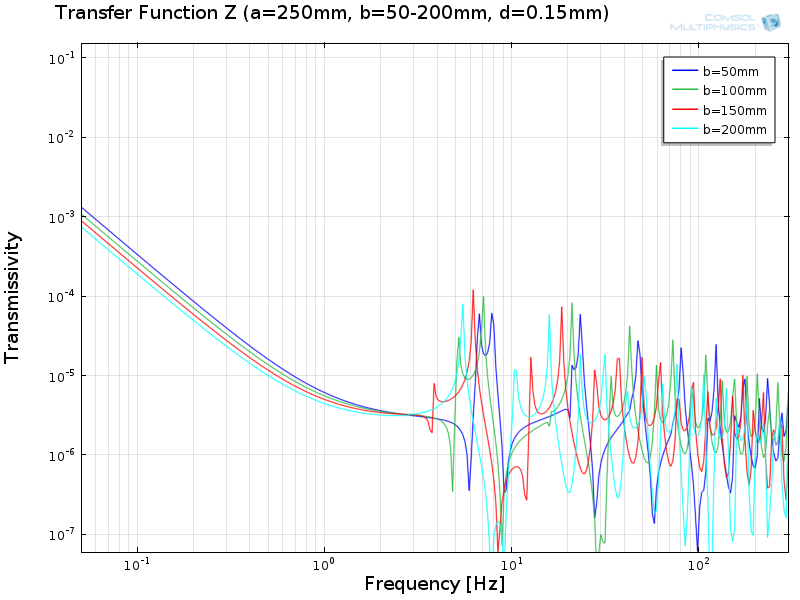 Transfer Function Z (a=250mm, b=50-200mm, d=0.15mm)
COMSOL
MULTIPHYSICS
b=50mm
b=100mm
b=150mm
b=200mm
10⁻¹
10⁻²
10⁻³
10⁻⁴
10⁻⁵
10⁻⁶
10⁻⁷
Transmissivity
10⁻¹ 10⁰ 10¹ 10²
Frequency [Hz]